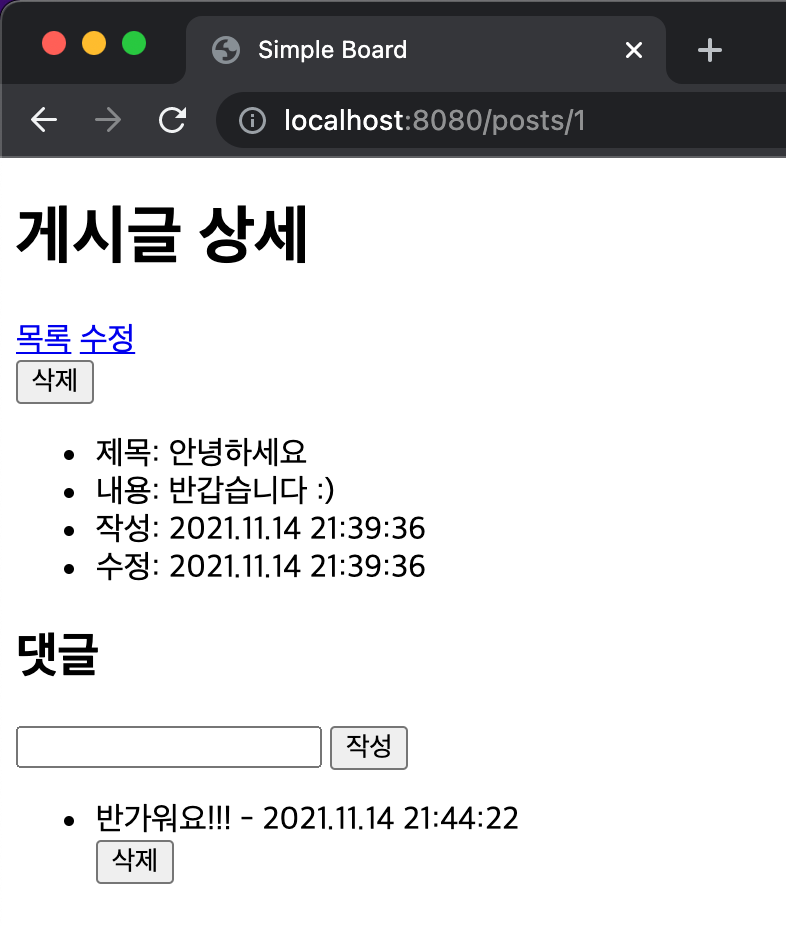 Simple Board
localhost:8080/posts/1
게시글 상세
목록 수정
삭제
제목: 안녕하세요
내용: 반갑습니다 :)
작성: 2021.11.14 21:39:36
수정: 2021.11.14 21:39:36
댓글
작성
반가워요!!! - 2021.11.14 21:44:22
삭제